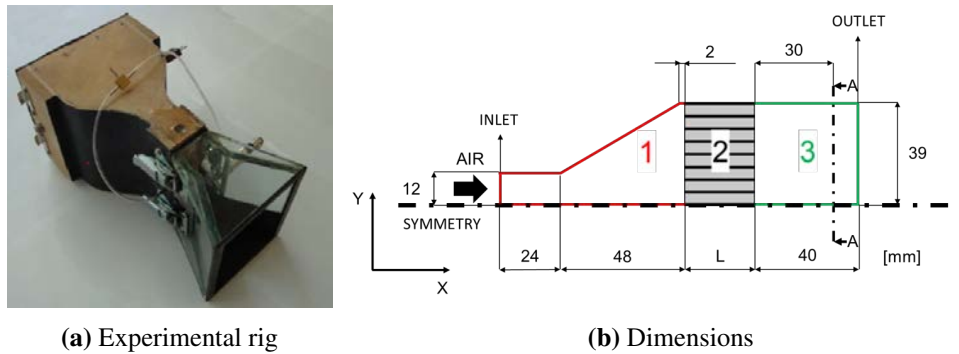 OUTLET
2
30
A
INLET
1
2
3
39
AIR
12
Y
SYMMETRY
A
24
48
L
40
[mm]
X
(a) Experimental rig
(b) Dimensions